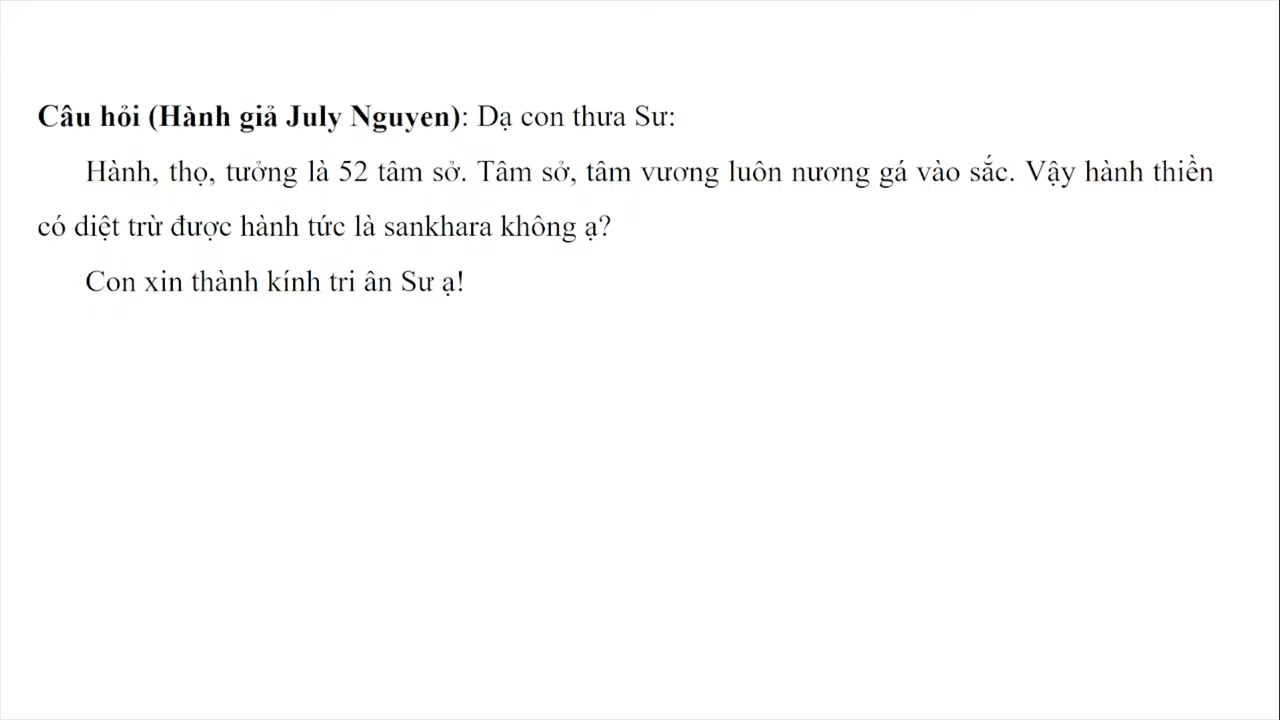 Câu hỏi (Hành giả July Nguyen): Dạ con thưa Sư:
Hành, thọ, tưởng là 52 tâm sở. Tâm sở, tâm vương luôn nương gá vào sắc. Vậy hành thiền
có diệt trừ được hành tức là sankhara không ạ?
Con xin thành kính tri ân Sư ạ!